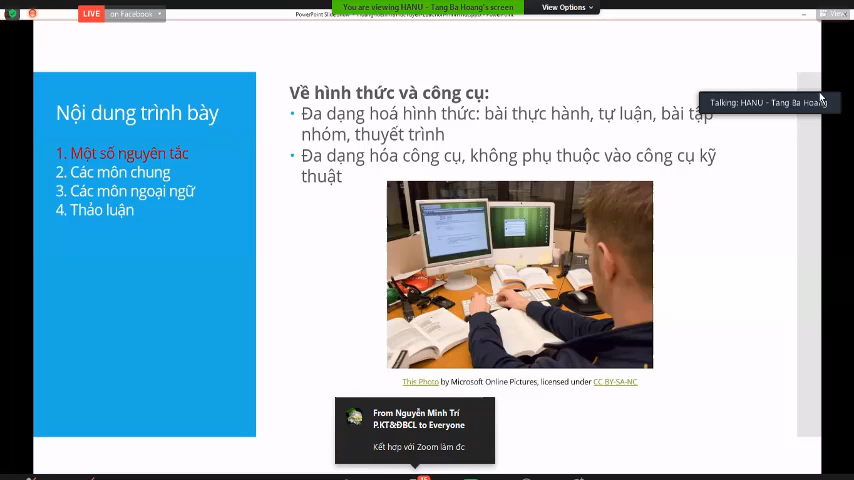 You are viewing HANU - Tang Ba Hoang's screen
View Options
LIVE on Facebook
View
Talking: HANU - Tang Ba Hoang
Nội dung trình bày
1. Một số nguyên tắc
2. Các môn chung
3. Các môn ngoại ngữ
4. Thảo luận
Về hình thức và công cụ:
• Đa dạng hoá hình thức: bài thực hành, tự luận, bài tập
nhóm, thuyết trình
• Đa dạng hóa công cụ, không phụ thuộc vào công cụ kỹ
thuật
This Photo by Microsoft Online Pictures, licensed under CC BY-SA-NC
From Nguyễn Minh Trí
P.KT&ĐBCL to Everyone
Kết hợp với Zoom làm đc